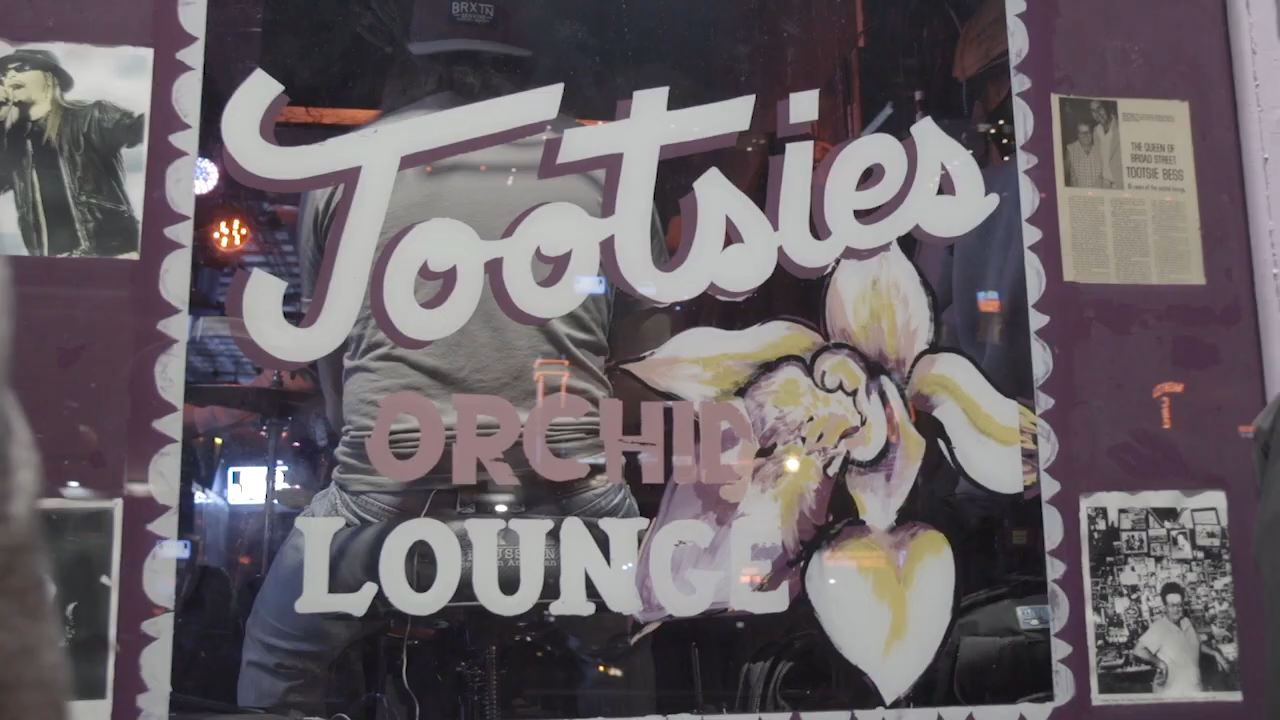 BRXTN
Tootsies
ORCHID
LOUNGE
THE QUEEN OF
BROAD STREET
TOOTSIE BESS